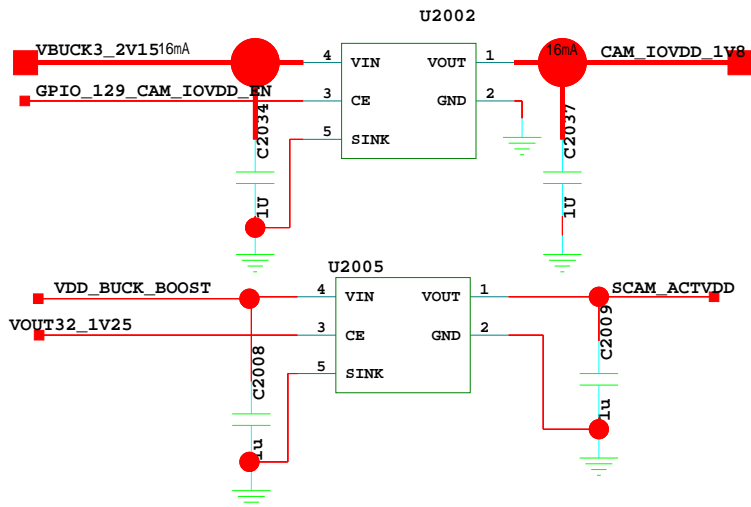 U2002
VBUCK3_2V15 16mA
4 VIN VOUT 1
16mA CAM_IOVDD_1V8
GPIO_129_CAM_IOVDD_EN
3 CE GND 2
5 SINK
C2034
1U
C2037
1U
U2005
VDD_BUCK_BOOST
4 VIN VOUT 1
SCAM_ACTVDD
VOUT32_1V25
3 CE GND 2
5 SINK
C2008
1u
C2009
1u